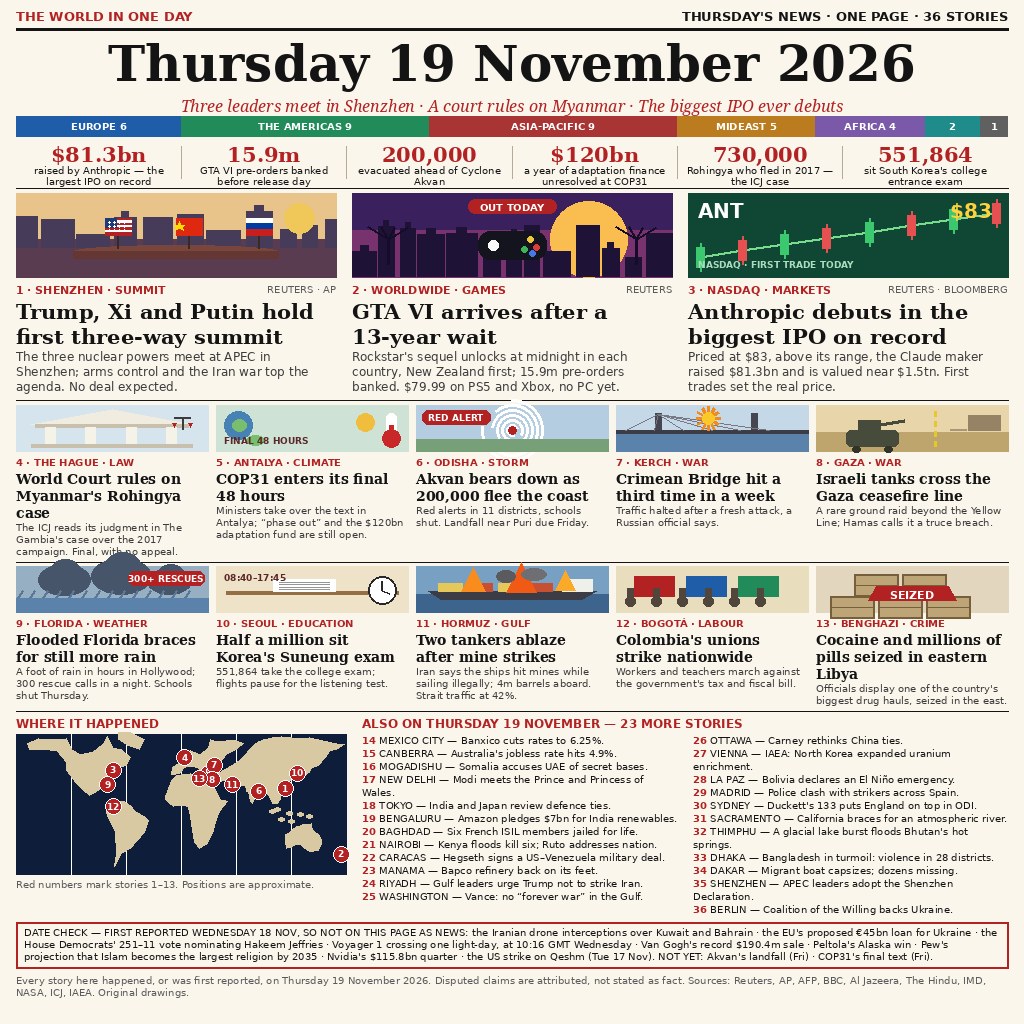 THE WORLD IN ONE DAY
THURSDAY'S NEWS · ONE PAGE · 36 STORIES
Thursday 19 November 2026
Three leaders meet in Shenzhen · A court rules on Myanmar · The biggest IPO ever debuts
EUROPE 6
THE AMERICAS 9
ASIA-PACIFIC 9
MIDEAST 5
AFRICA 4
2
1
$81.3bn
raised by Anthropic — the
largest IPO on record
15.9m
GTA VI pre-orders banked
before release day
200,000
evacuated ahead of Cyclone
Akvan
$120bn
a year of adaptation finance
unresolved at COP31
730,000
Rohingya who fled in 2017 —
the ICJ case
551,864
sit South Korea's college
entrance exam
OUT TODAY
ANT
$83
NASDAQ · FIRST TRADE TODAY
1 · SHENZHEN · SUMMIT
REUTERS · AP
Trump, Xi and Putin hold
first three-way summit
The three nuclear powers meet at APEC in
Shenzhen; arms control and the Iran war top the
agenda. No deal expected.
2 · WORLDWIDE · GAMES
REUTERS
GTA VI arrives after a
13-year wait
Rockstar's sequel unlocks at midnight in each
country, New Zealand first; 15.9m pre-orders
banked. $79.99 on PS5 and Xbox, no PC yet.
3 · NASDAQ · MARKETS
REUTERS · BLOOMBERG
Anthropic debuts in the
biggest IPO on record
Priced at $83, above its range, the Claude maker
raised $81.3bn and is valued near $1.5tn. First
trades set the real price.
4 · THE HAGUE · LAW
World Court rules on
Myanmar's Rohingya
case
The ICJ reads its judgment in The
Gambia's case over the 2017
campaign. Final, with no appeal.
FINAL 48 HOURS
5 · ANTALYA · CLIMATE
COP31 enters its final
48 hours
Ministers take over the text in
Antalya; “phase out” and the $120bn
adaptation fund are still open.
RED ALERT
6 · ODISHA · STORM
Akvan bears down as
200,000 flee the coast
Red alerts in 11 districts, schools
shut. Landfall near Puri due Friday.
7 · KERCH · WAR
Crimean Bridge hit a
third time in a week
Traffic halted after a fresh attack, a
Russian official says.
8 · GAZA · WAR
Israeli tanks cross the
Gaza ceasefire line
A rare ground raid beyond the Yellow
Line; Hamas calls it a truce breach.
300+ RESCUES
9 · FLORIDA · WEATHER
Flooded Florida braces
for still more rain
A foot of rain in hours in Hollywood;
300 rescue calls in a night. Schools
shut Thursday.
08:40–17:45
10 · SEOUL · EDUCATION
Half a million sit
Korea's Suneung exam
551,864 take the college exam;
flights pause for the listening test.
11 · HORMUZ · GULF
Two tankers ablaze
after mine strikes
Iran says the ships hit mines while
sailing illegally; 4m barrels aboard.
Strait traffic at 42%.
12 · BOGOTÁ · LABOUR
Colombia's unions
strike nationwide
Workers and teachers march against
the government's tax and fiscal bill.
SEIZED
13 · BENGHAZI · CRIME
Cocaine and millions of
pills seized in eastern
Libya
Officials display one of the country's
biggest drug hauls, seized in the east.
WHERE IT HAPPENED
3
9
12
4
7
13
8
11
6
1
10
2
Red numbers mark stories 1–13. Positions are approximate.
ALSO ON THURSDAY 19 NOVEMBER — 23 MORE STORIES
14 MEXICO CITY — Banxico cuts rates to 6.25%.
15 CANBERRA — Australia's jobless rate hits 4.9%.
16 MOGADISHU — Somalia accuses UAE of secret bases.
17 NEW DELHI — Modi meets the Prince and Princess of
Wales.
18 TOKYO — India and Japan review defence ties.
19 BENGALURU — Amazon pledges $7bn for India renewables.
20 BAGHDAD — Six French ISIL members jailed for life.
21 NAIROBI — Kenya floods kill six; Ruto addresses nation.
22 CARACAS — Hegseth signs a US–Venezuela military deal.
23 MANAMA — Bapco refinery back on its feet.
24 RIYADH — Gulf leaders urge Trump not to strike Iran.
25 WASHINGTON — Vance: no “forever war” in the Gulf.
26 OTTAWA — Carney rethinks China ties.
27 VIENNA — IAEA: North Korea expanded uranium
enrichment.
28 LA PAZ — Bolivia declares an El Niño emergency.
29 MADRID — Police clash with strikers across Spain.
30 SYDNEY — Duckett's 133 puts England on top in ODI.
31 SACRAMENTO — California braces for an atmospheric river.
32 THIMPHU — A glacial lake burst floods Bhutan's hot
springs.
33 DHAKA — Bangladesh in turmoil: violence in 28 districts.
34 DAKAR — Migrant boat capsizes; dozens missing.
35 SHENZHEN — APEC leaders adopt the Shenzhen
Declaration.
36 BERLIN — Coalition of the Willing backs Ukraine.
DATE CHECK — FIRST REPORTED WEDNESDAY 18 NOV, SO NOT ON THIS PAGE AS NEWS: the Iranian drone interceptions over Kuwait and Bahrain · the EU's proposed €45bn loan for Ukraine · the
House Democrats' 251–11 vote nominating Hakeem Jeffries · Voyager 1 crossing one light-day, at 10:16 GMT Wednesday · Van Gogh's record $190.4m sale · Peltola's Alaska win · Pew's
projection that Islam becomes the largest religion by 2035 · Nvidia's $115.8bn quarter · the US strike on Qeshm (Tue 17 Nov). NOT YET: Akvan's landfall (Fri) · COP31's final text (Fri).
Every story here happened, or was first reported, on Thursday 19 November 2026. Disputed claims are attributed, not stated as fact. Sources: Reuters, AP, AFP, BBC, Al Jazeera, The Hindu, IMD,
NASA, ICJ, IAEA. Original drawings.